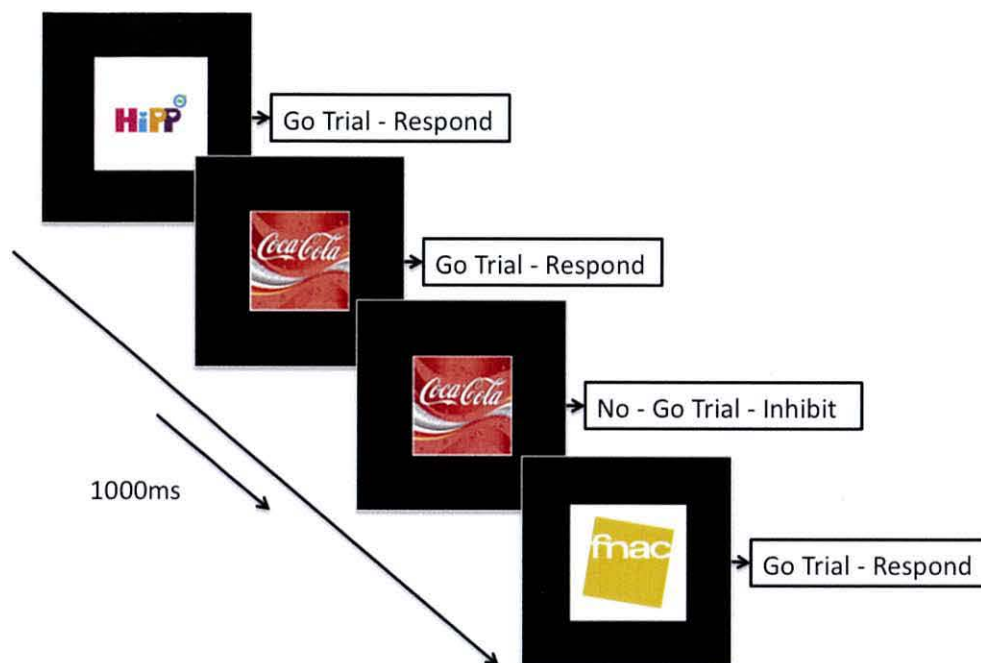 HiPP
Go Trial - Respond
Coca-Cola
Go Trial - Respond
Coca-Cola
No - Go Trial - Inhibit
1000ms
fnac
Go Trial - Respond